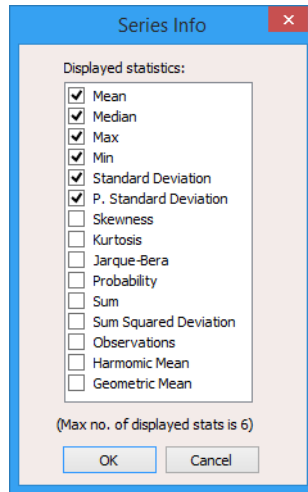 Series Info
Displayed statistics:
Mean
Median
Max
Min
Standard Deviation
P. Standard Deviation
Skewness
Kurtosis
Jarque-Bera
Probability
Sum
Sum Squared Deviation
Observations
Harmomic Mean
Geometric Mean
(Max no. of displayed stats is 6)
OK
Cancel